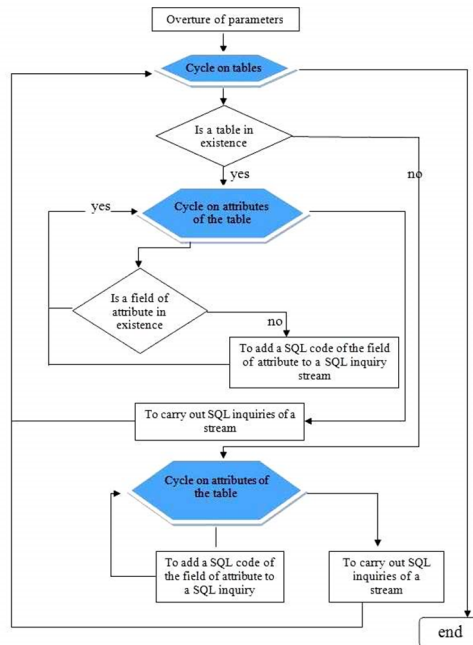 Overture of parameters
Cycle on tables
Is a table in
existence
yes
no
Cycle on attributes
of the table
yes
Is a field of
attribute in
existence
no
To add a SQL code of the field
of attribute to a SQL inquiry
stream
To carry out SQL inquiries of a
stream
Cycle on attributes of
the table
To add a SQL code of
the field of attribute to
a SQL inquiry
To carry out SQL
inquiries of a
stream
end